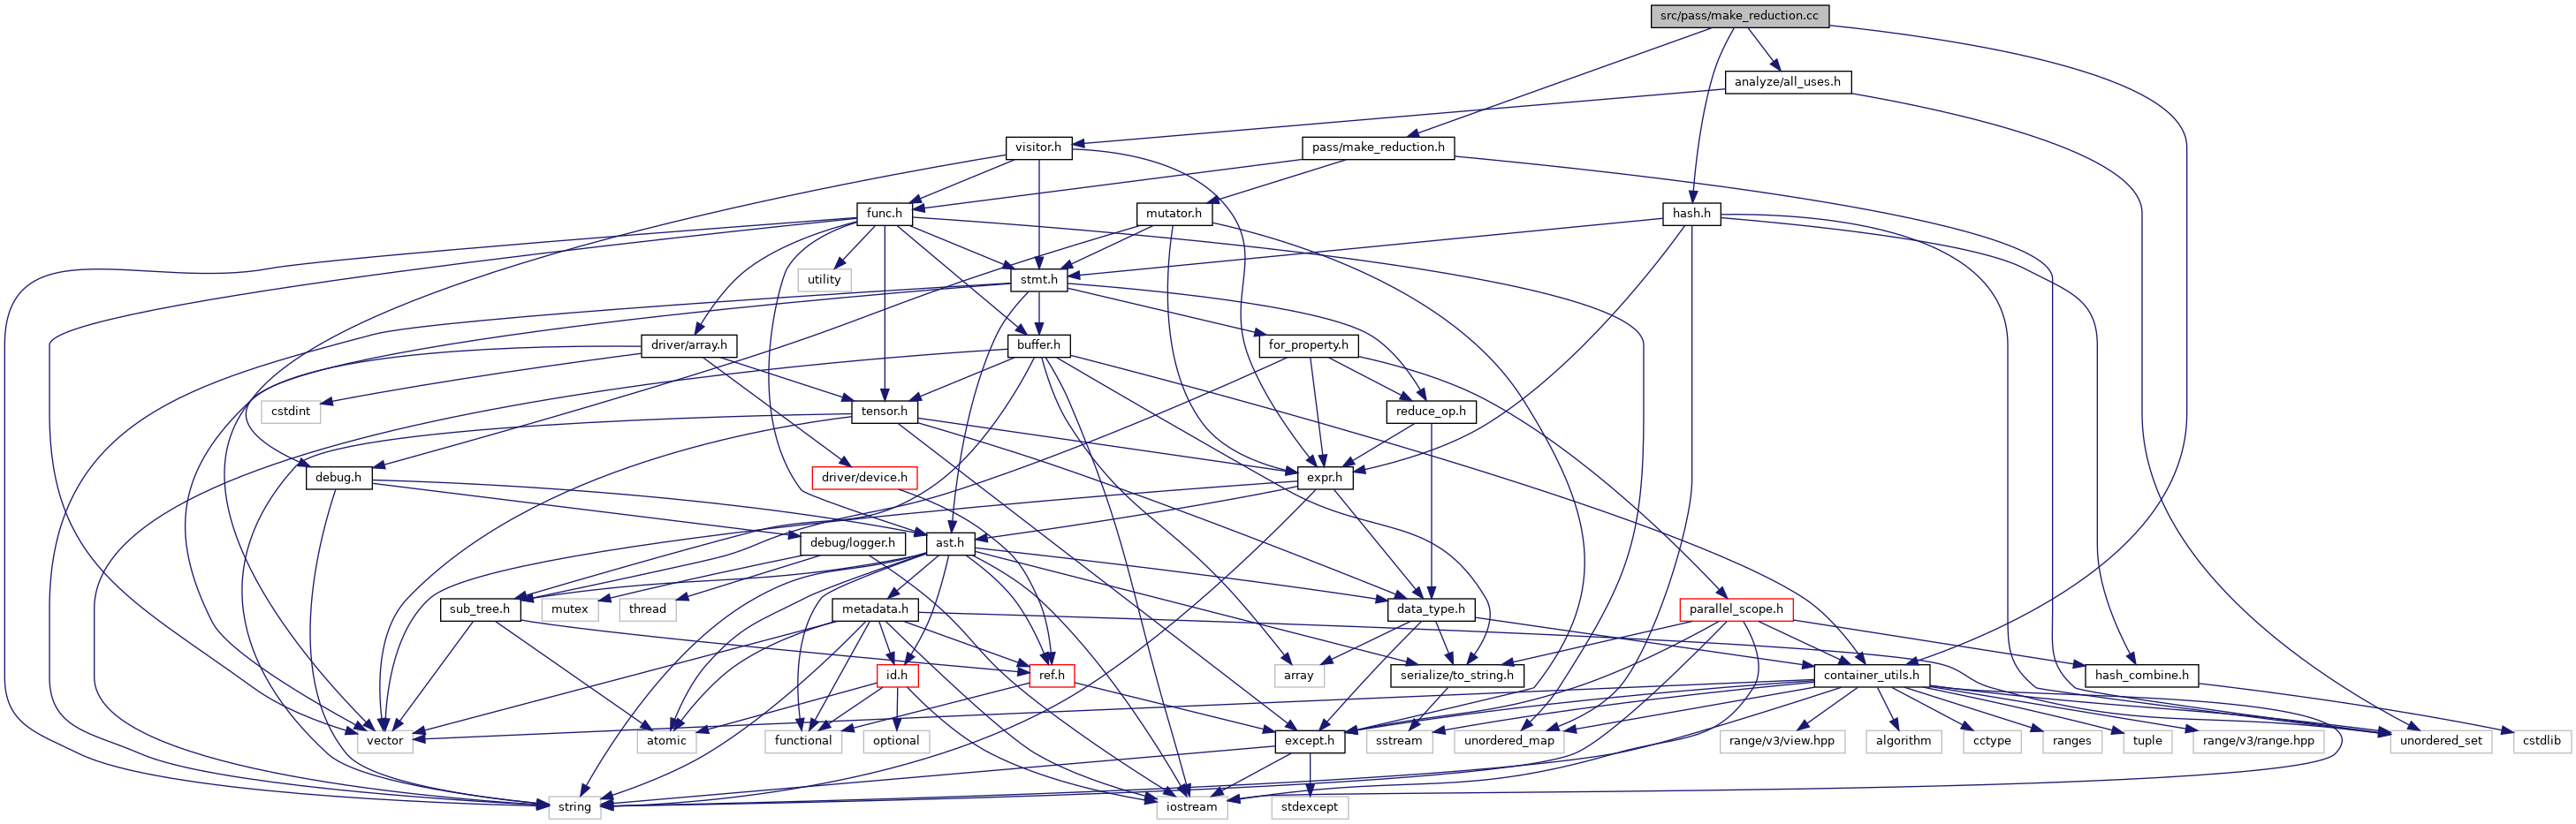 src/pass/make_reduction.cc
analyze/all_uses.h
visitor.h
pass/make_reduction.h
func.h
mutator.h
hash.h
utility
stmt.h
driver/array.h
buffer.h
for_property.h
cstdint
tensor.h
reduce_op.h
debug.h
driver/device.h
expr.h
debug/logger.h
ast.h
sub_tree.h
mutex
thread
metadata.h
data_type.h
parallel_scope.h
id.h
ref.h
array
serialize/to_string.h
container_utils.h
hash_combine.h
vector
atomic
functional
optional
except.h
sstream
unordered_map
range/v3/view.hpp
algorithm
cctype
ranges
tuple
range/v3/range.hpp
unordered_set
cstdlib
string
iostream
stdexcept